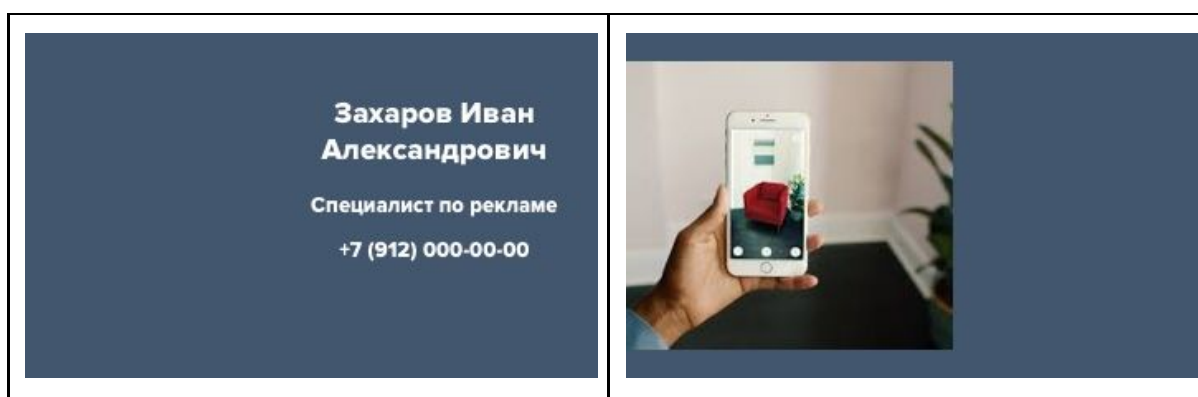 Захаров Иван
Александрович
Специалист по рекламе
+7 (912) 000-00-00